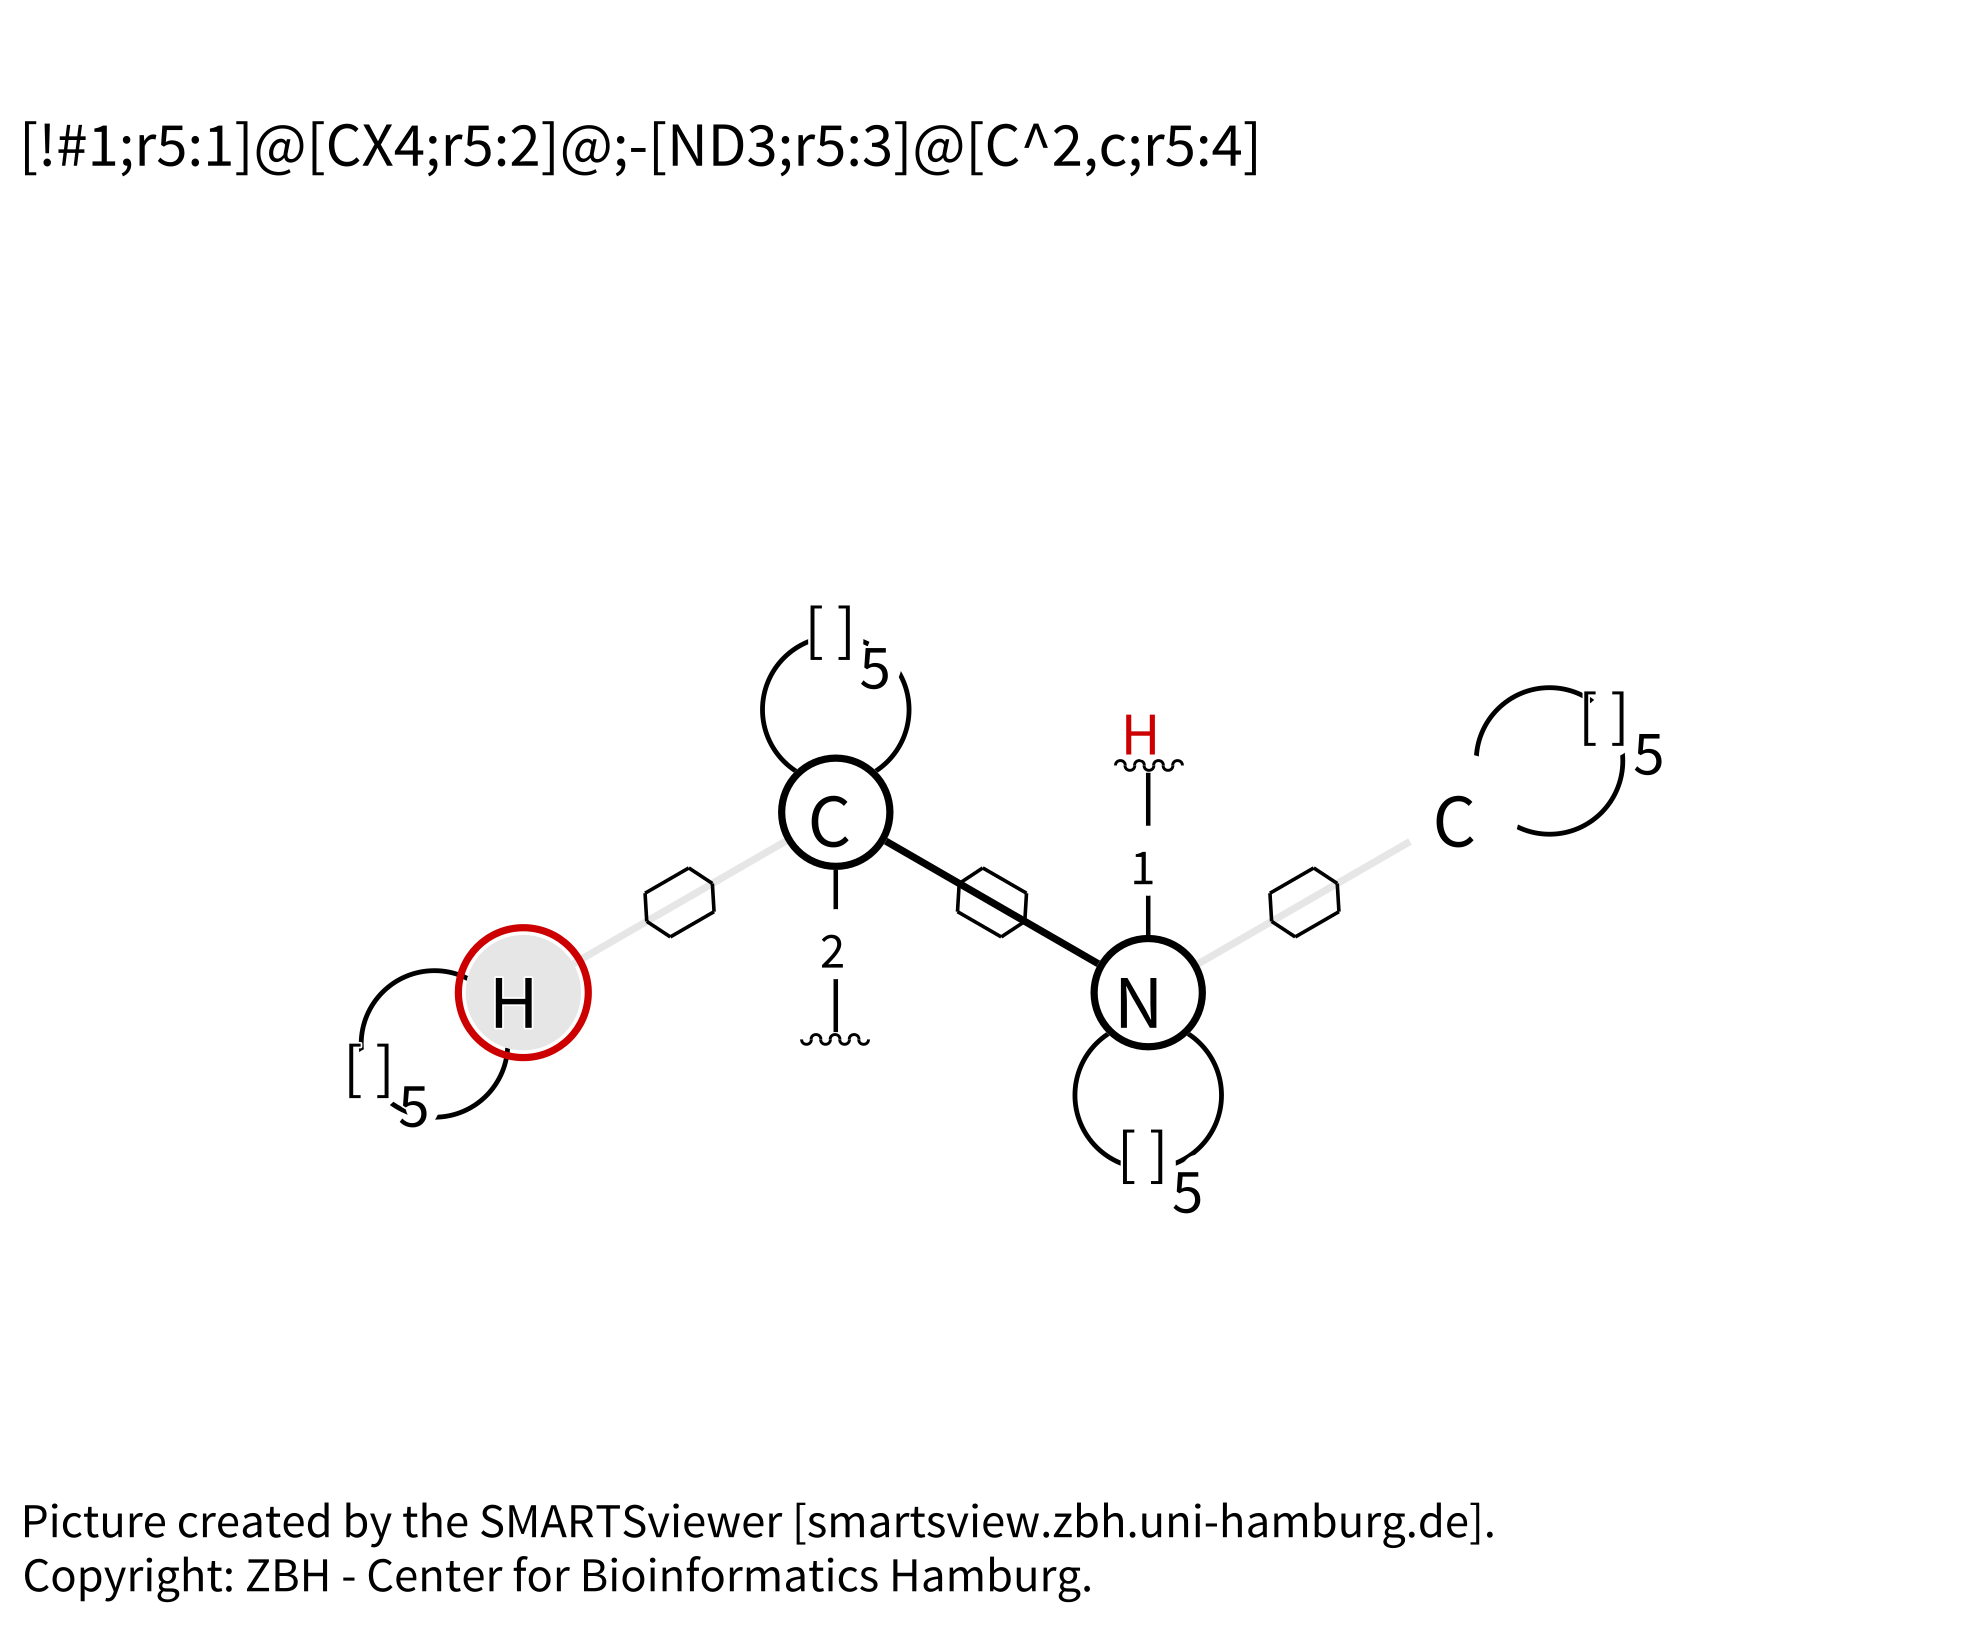 [!#1;r5:1]@[CX4;r5:2]@;-[ND3;r5:3]@[C^2,c;r5:4]
[ ]5
[ ]5
H
C
1
C
2
H
N
[ ]5
[ ]5
Picture created by the SMARTSviewer [smartsview.zbh.uni-hamburg.de].
Copyright: ZBH - Center for Bioinformatics Hamburg.